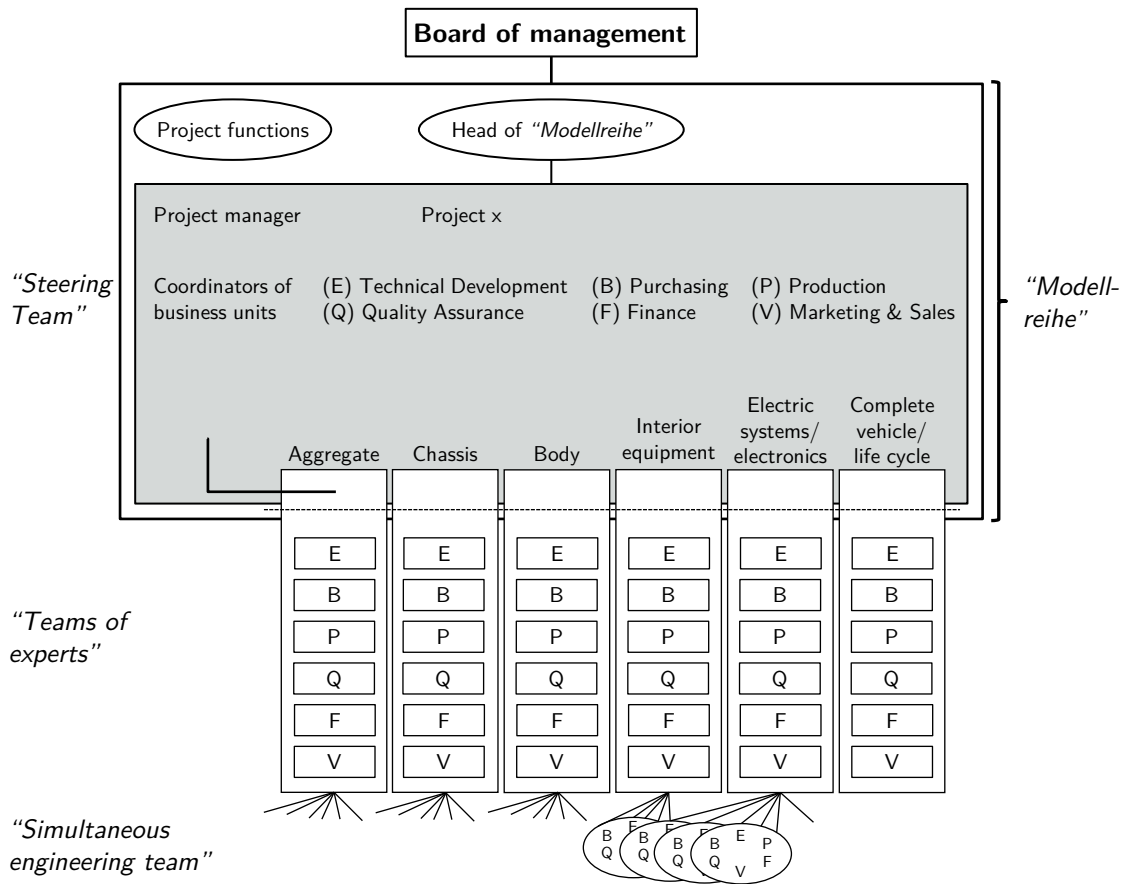 Board of management
Project functions
Head of “Modellreihe”
Project manager
Project x
“Steering
Team”
Coordinators of
business units
(E) Technical Development
(Q) Quality Assurance
(B) Purchasing
(F) Finance
(P) Production
(V) Marketing & Sales
“Modell-
reihe”
Aggregate
Chassis
Body
Interior
equipment
Electric
systems/
electronics
Complete
vehicle/
life cycle
E E E E E E
B B B B B B
P P P P P P
“Teams of
experts”
Q Q Q Q Q Q
F F F F F F
V V V V V V
“Simultaneous
engineering team”
B E B E B E B E P
Q Q Q Q F
V V